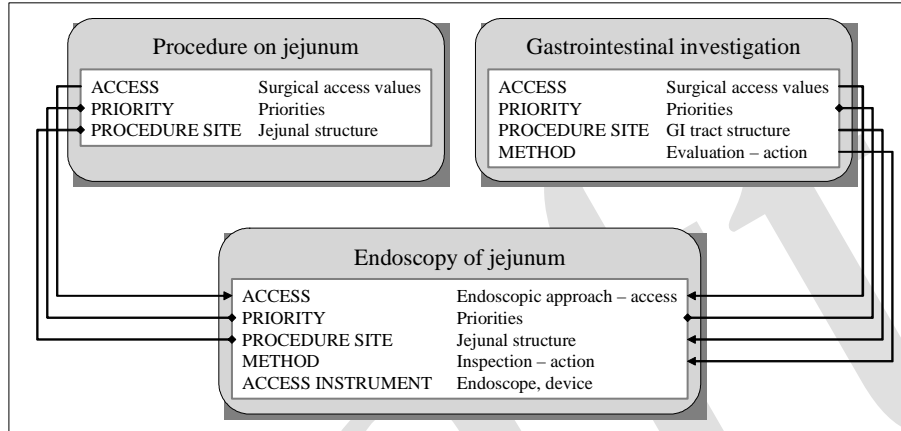 Procedure on jejunum
ACCESS Surgical access values
PRIORITY Priorities
PROCEDURE SITE Jejunal structure
Gastrointestinal investigation
ACCESS Surgical access values
PRIORITY Priorities
PROCEDURE SITE GI tract structure
METHOD Evaluation – action
Endoscopy of jejunum
ACCESS Endoscopic approach – access
PRIORITY Priorities
PROCEDURE SITE Jejunal structure
METHOD Inspection – action
ACCESS INSTRUMENT Endoscope, device